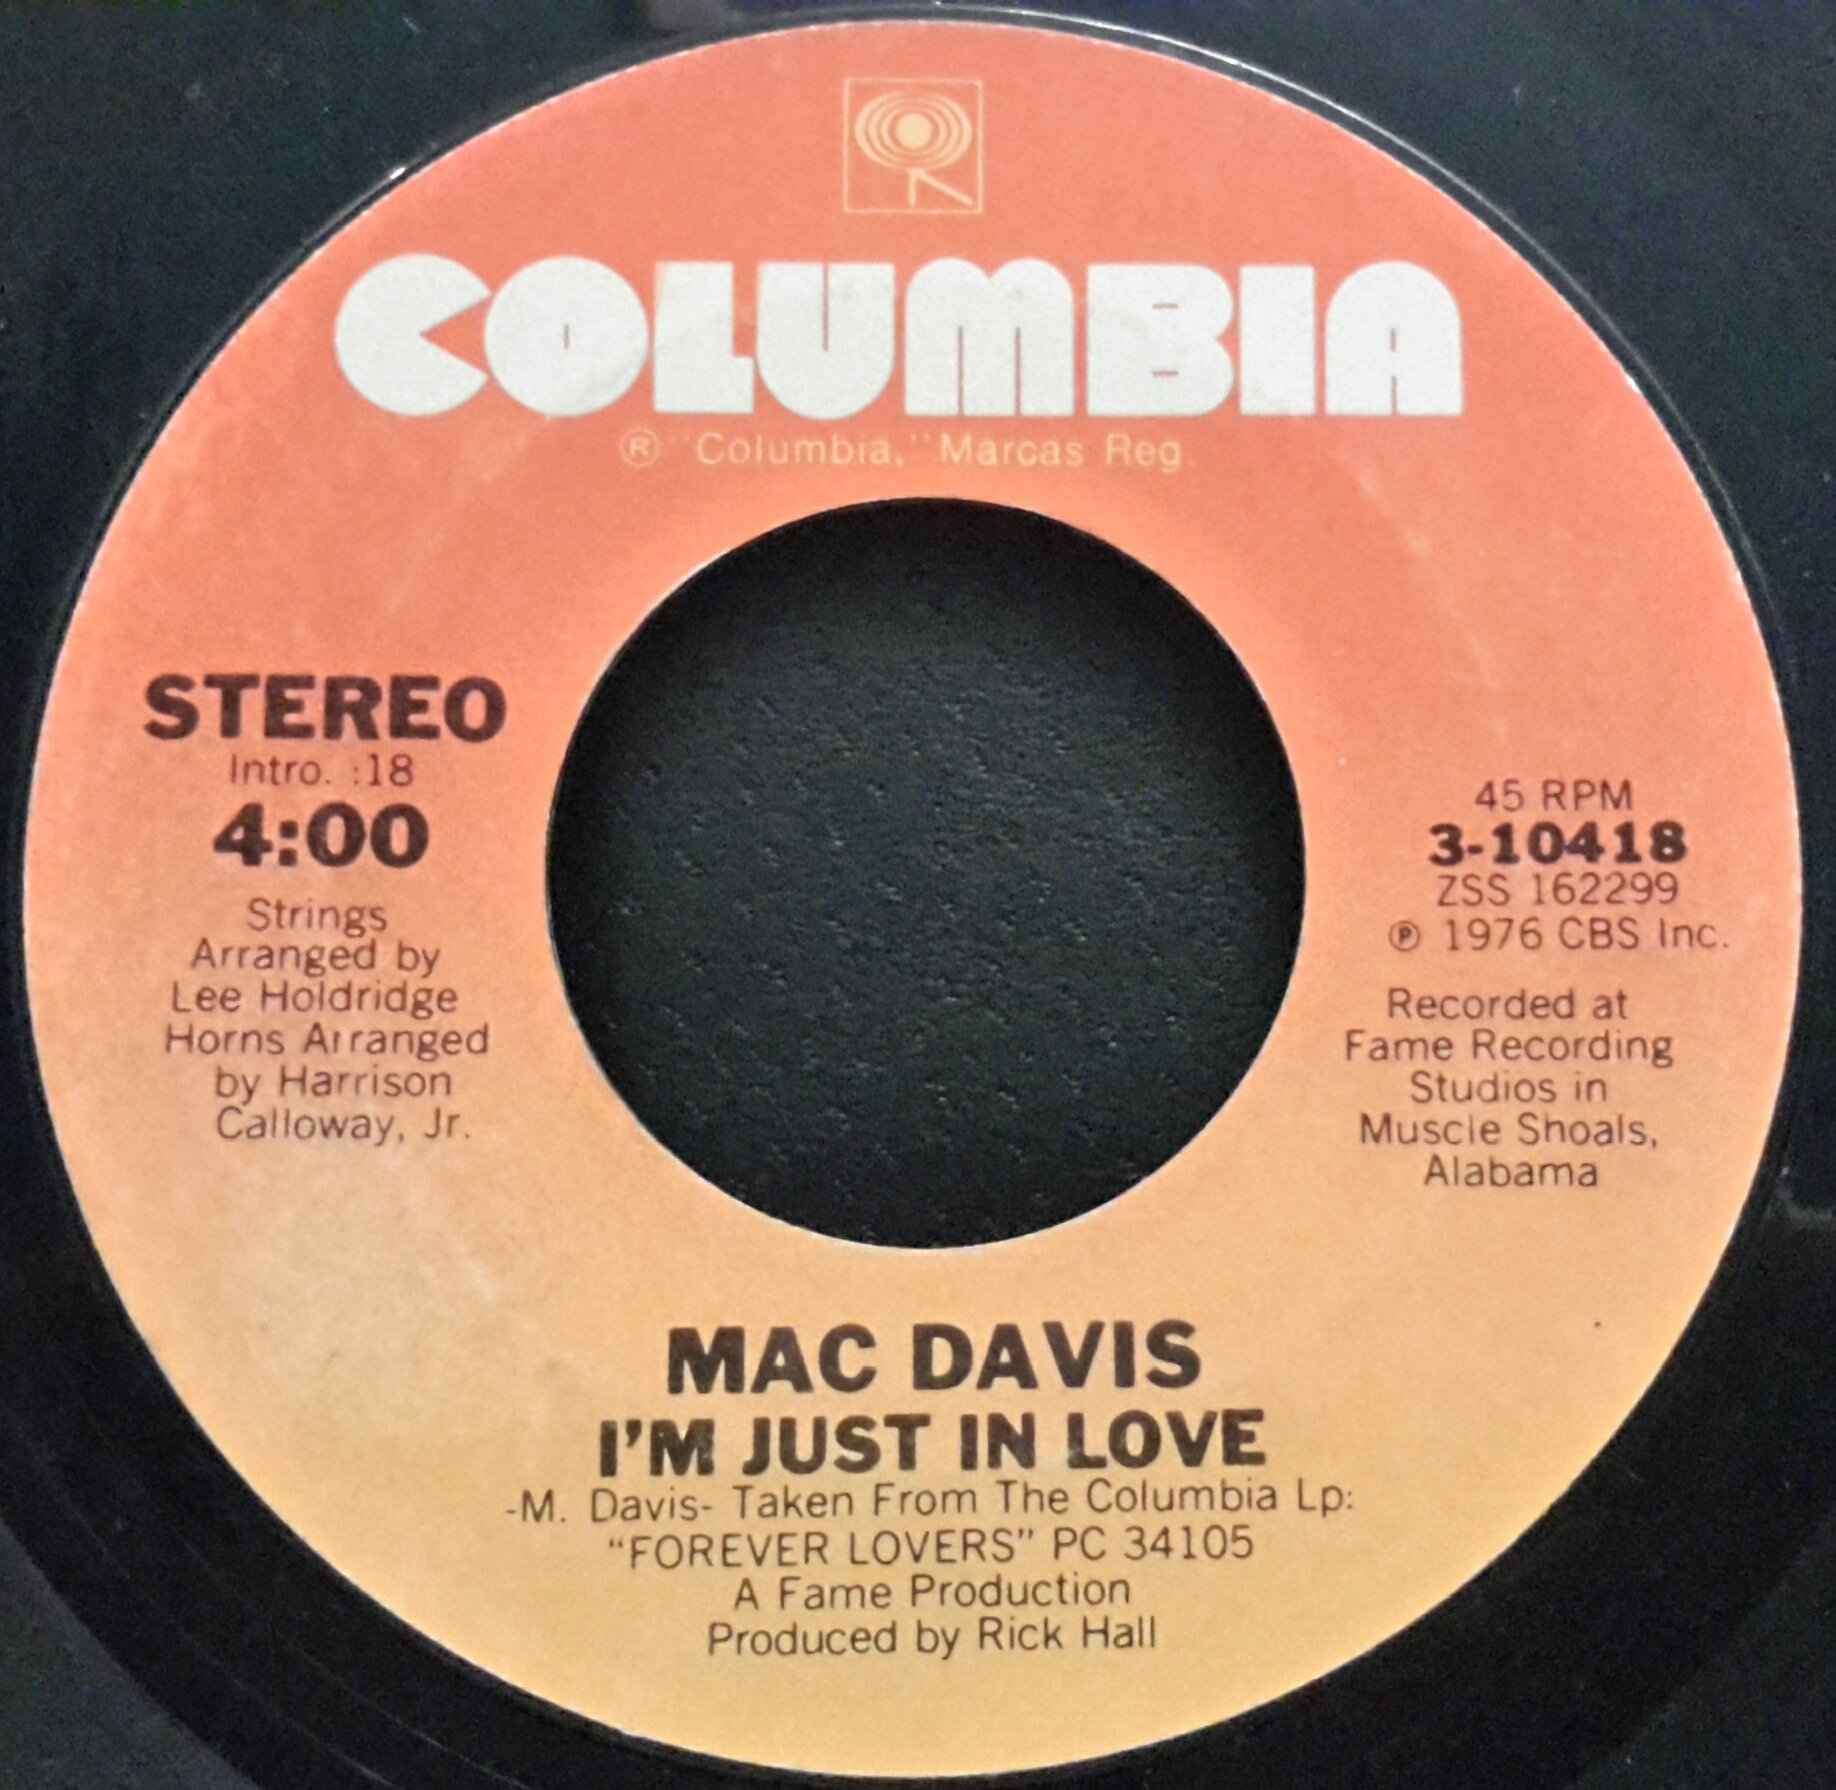 COLUMBIA
® "Columbia," Marcas Reg.
STEREO
Intro. :18
4:00
Strings
Arranged by
Lee Holdridge
Horns Arranged
by Harrison
Calloway, Jr.
45 RPM
3-10418
ZSS 162299
℗ 1976 CBS Inc.
Recorded at
Fame Recording
Studios in
Muscle Shoals,
Alabama
MAC DAVIS
I'M JUST IN LOVE
-M. Davis- Taken From The Columbia Lp:
"FOREVER LOVERS" PC 34105
A Fame Production
Produced by Rick Hall